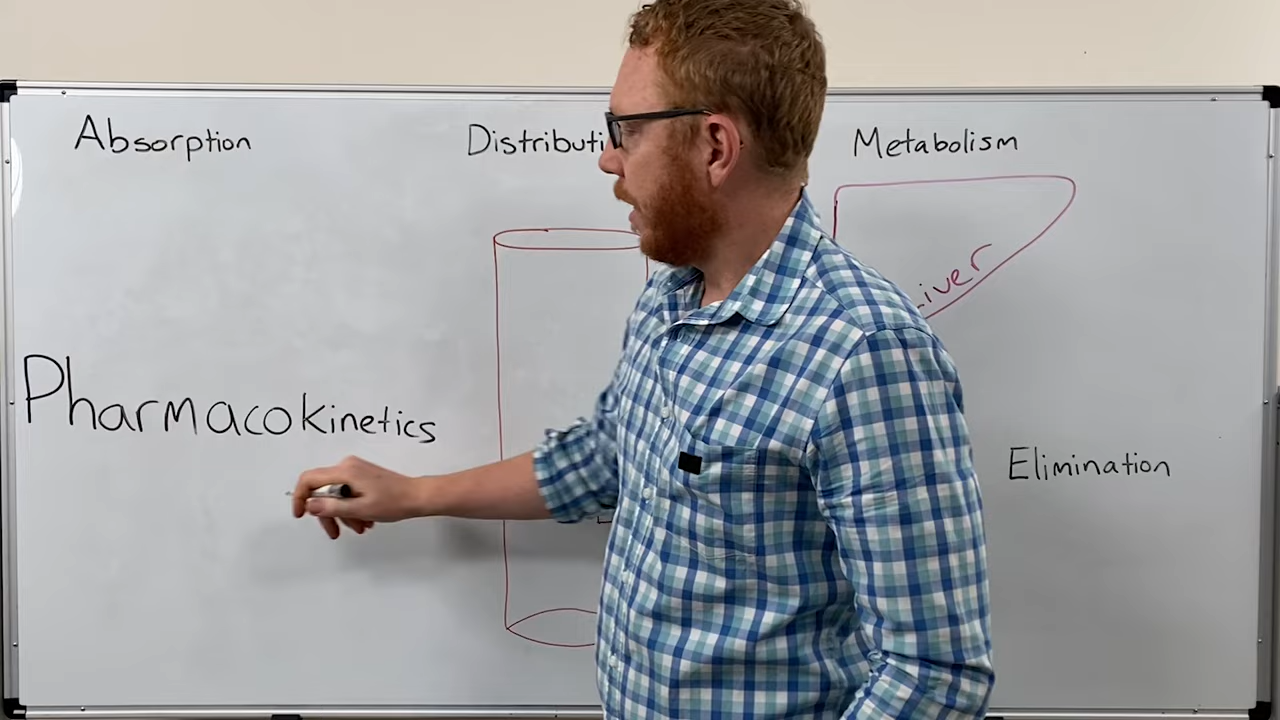 Absorption
Distributi
Metabolism
Liver
Pharmacokinetics
Elimination